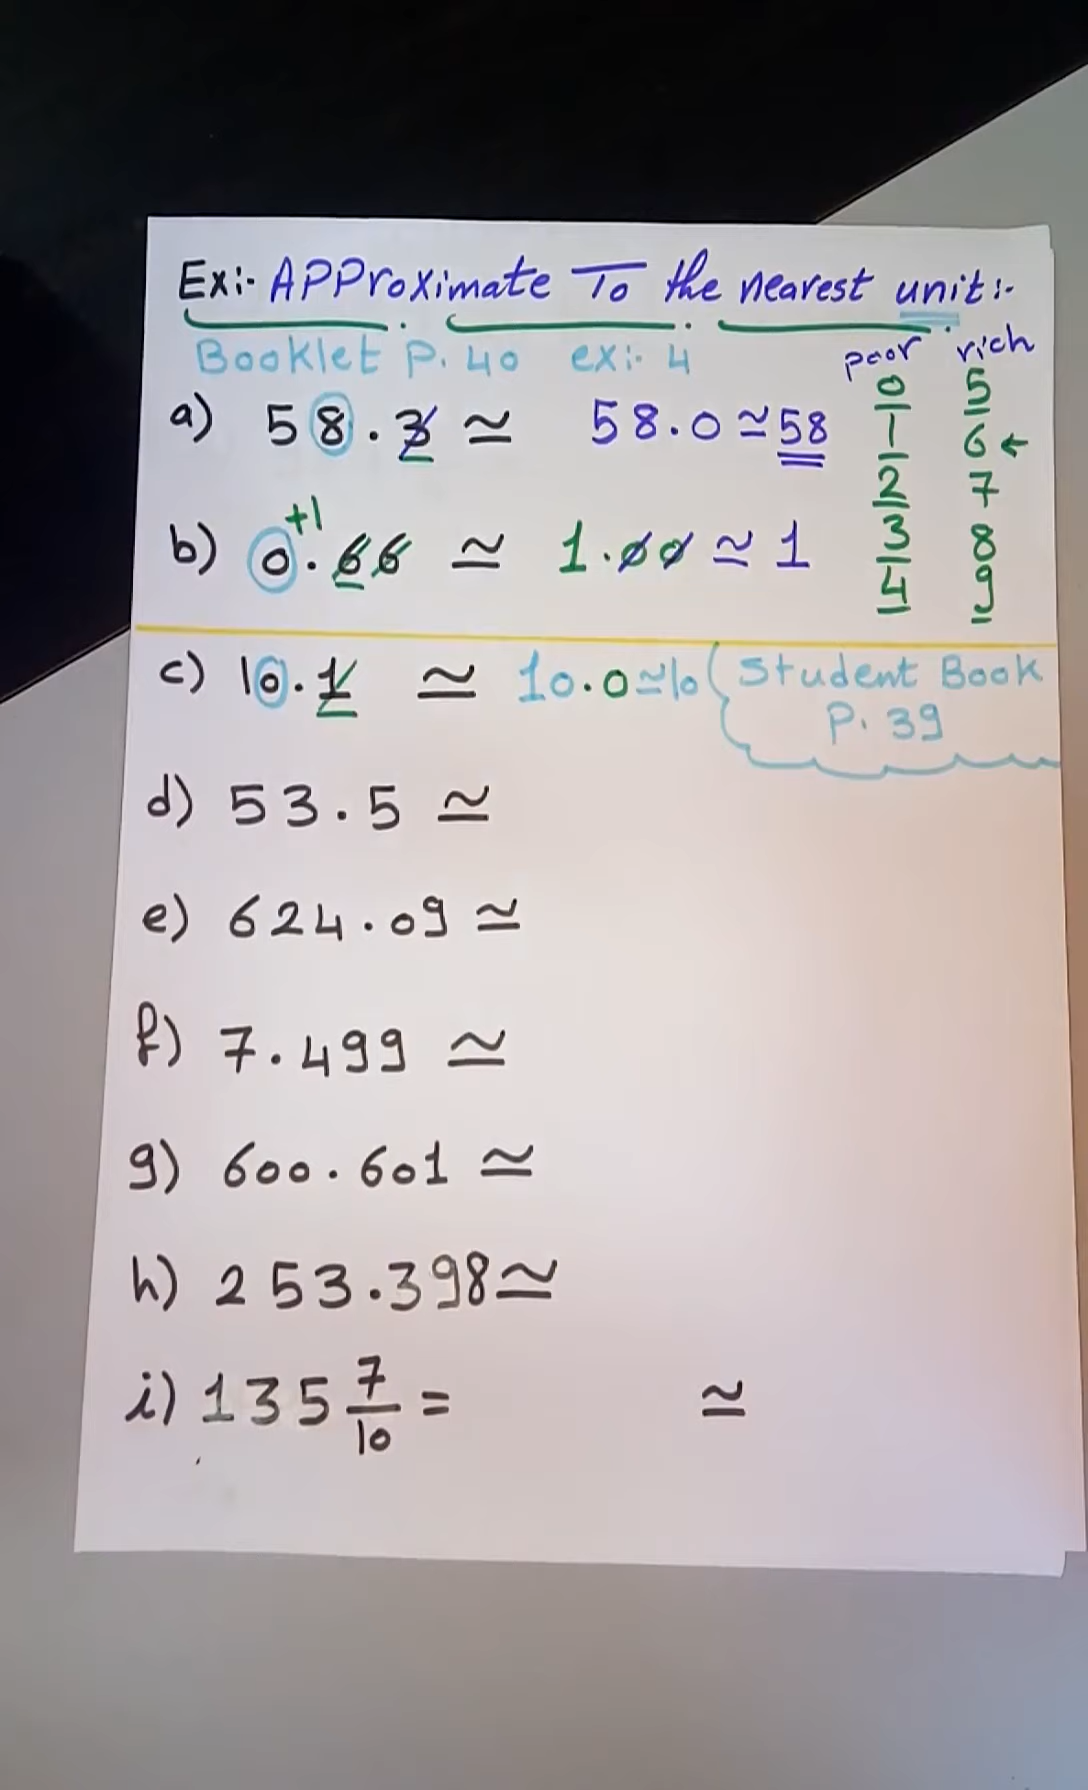 Ex:- APProximate To the nearest unit:-
Booklet P. 40 ex:- 4
poor rich
0 5
1 6 ←
2 7
3 8
4 9
a) 58.3 ≃ 58.0 ≃ 58
+1
b) 0.66 ≃ 1.00 ≃ 1
c) 10.1 ≃ 10.0 ≃ 10
Student Book
P. 39
d) 53.5 ≃
e) 624.09 ≃
f) 7.499 ≃
g) 600.601 ≃
h) 253.398 ≃
i) 135 7/10 = ≃